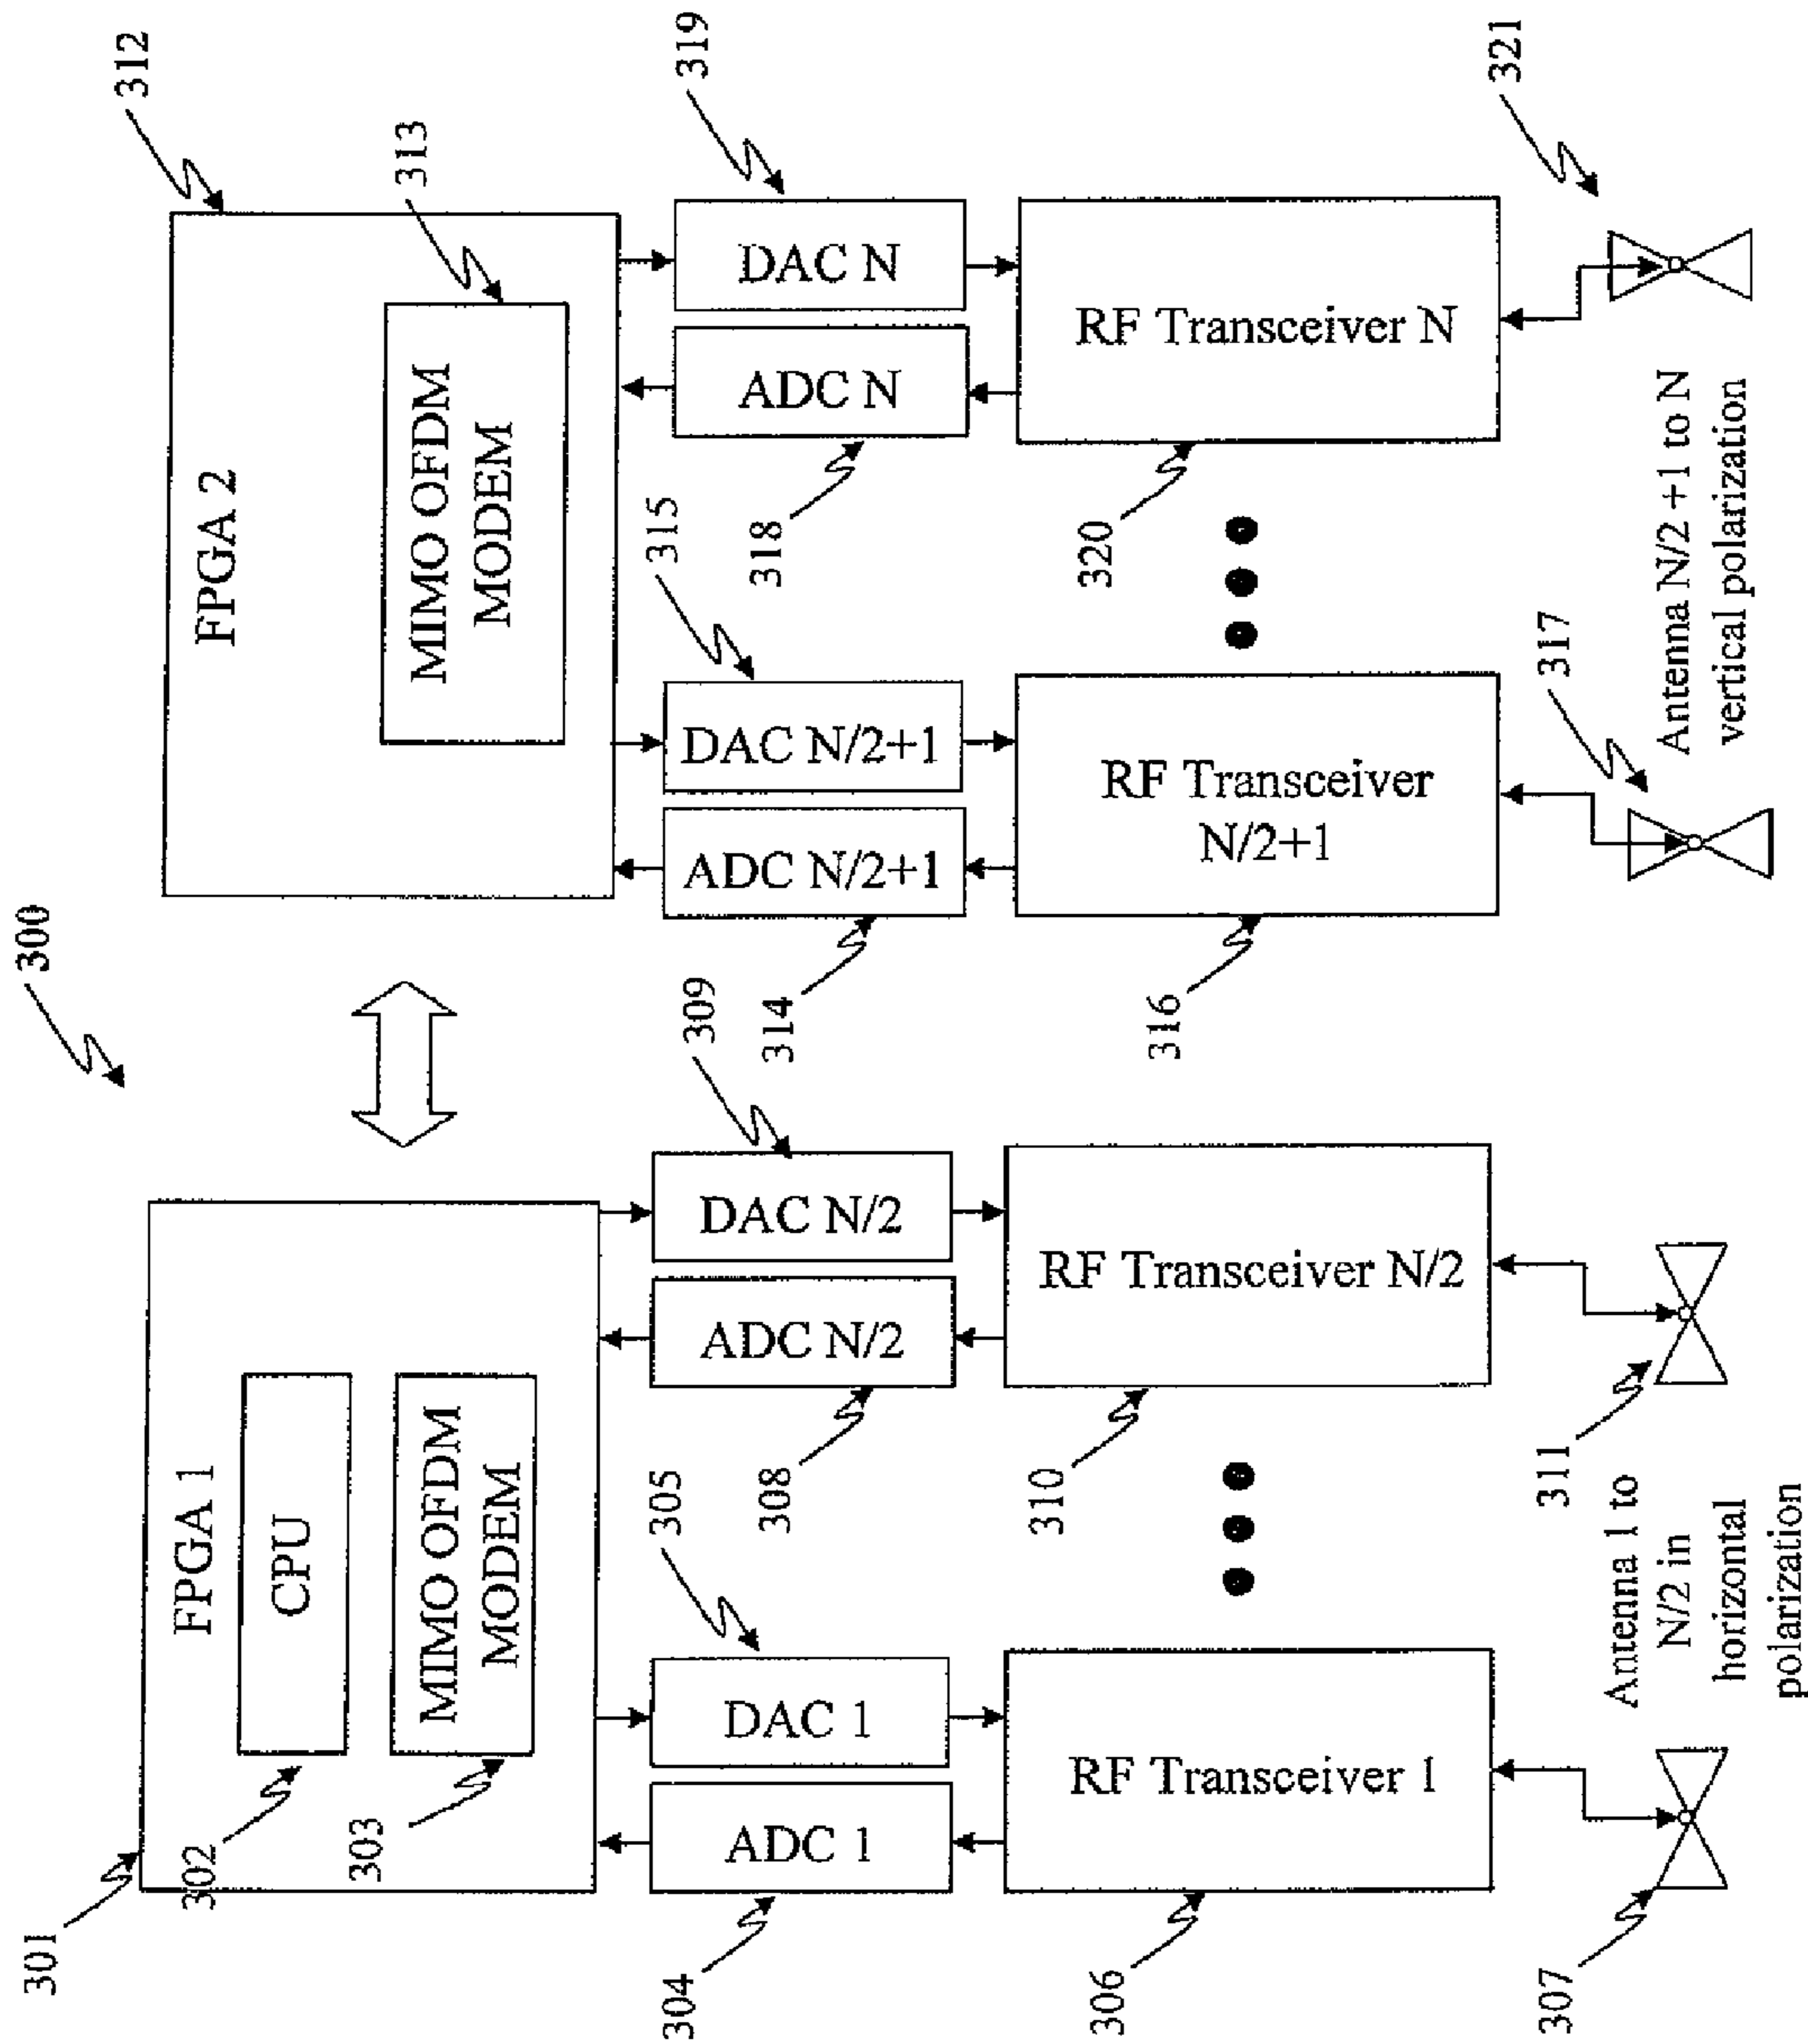 300
301
FPGA 1
302
CPU
303
MIMO OFDM
MODEM
312
FPGA 2
313
MIMO OFDM
MODEM
304
ADC 1
305
DAC 1
308
ADC N/2
309
DAC N/2
314
ADC N/2+1
315
DAC N/2+1
318
ADC N
319
DAC N
306
RF Transceiver 1
310
RF Transceiver N/2
316
RF Transceiver
N/2+1
320
RF Transceiver N
307
Antenna 1 to
N/2 in
horizontal
polarization
311
317
Antenna N/2 +1 to N
vertical polarization
321